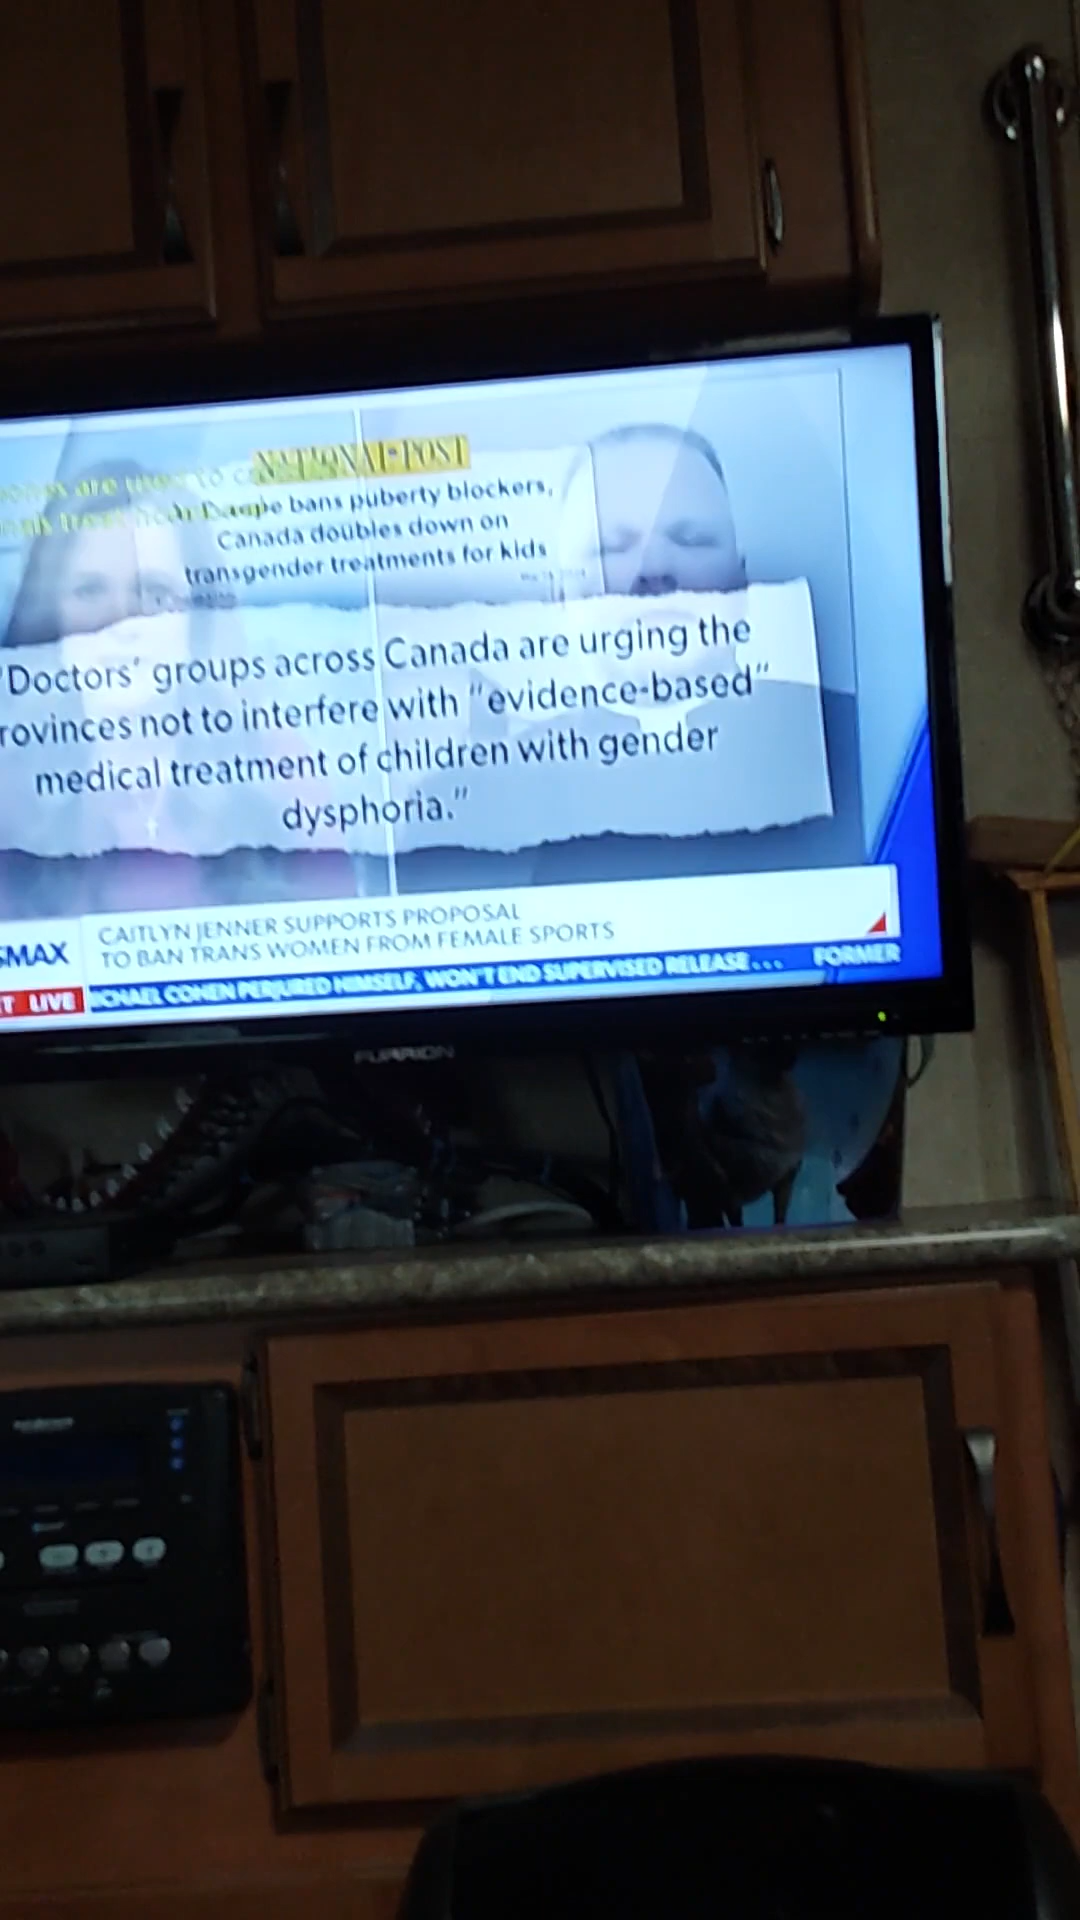 NATIONAL POST
bans puberty blockers,
Canada doubles down on
transgender treatments for kids
"Doctors' groups across Canada are urging the
rovinces not to interfere with "evidence-based"
medical treatment of children with gender
dysphoria."
SMAX
CAITLYN JENNER SUPPORTS PROPOSAL
TO BAN TRANS WOMEN FROM FEMALE SPORTS
T LIVE
ICHAEL COHEN PERJURED HIMSELF, WON'T END SUPERVISED RELEASE... FORMER
FURRION